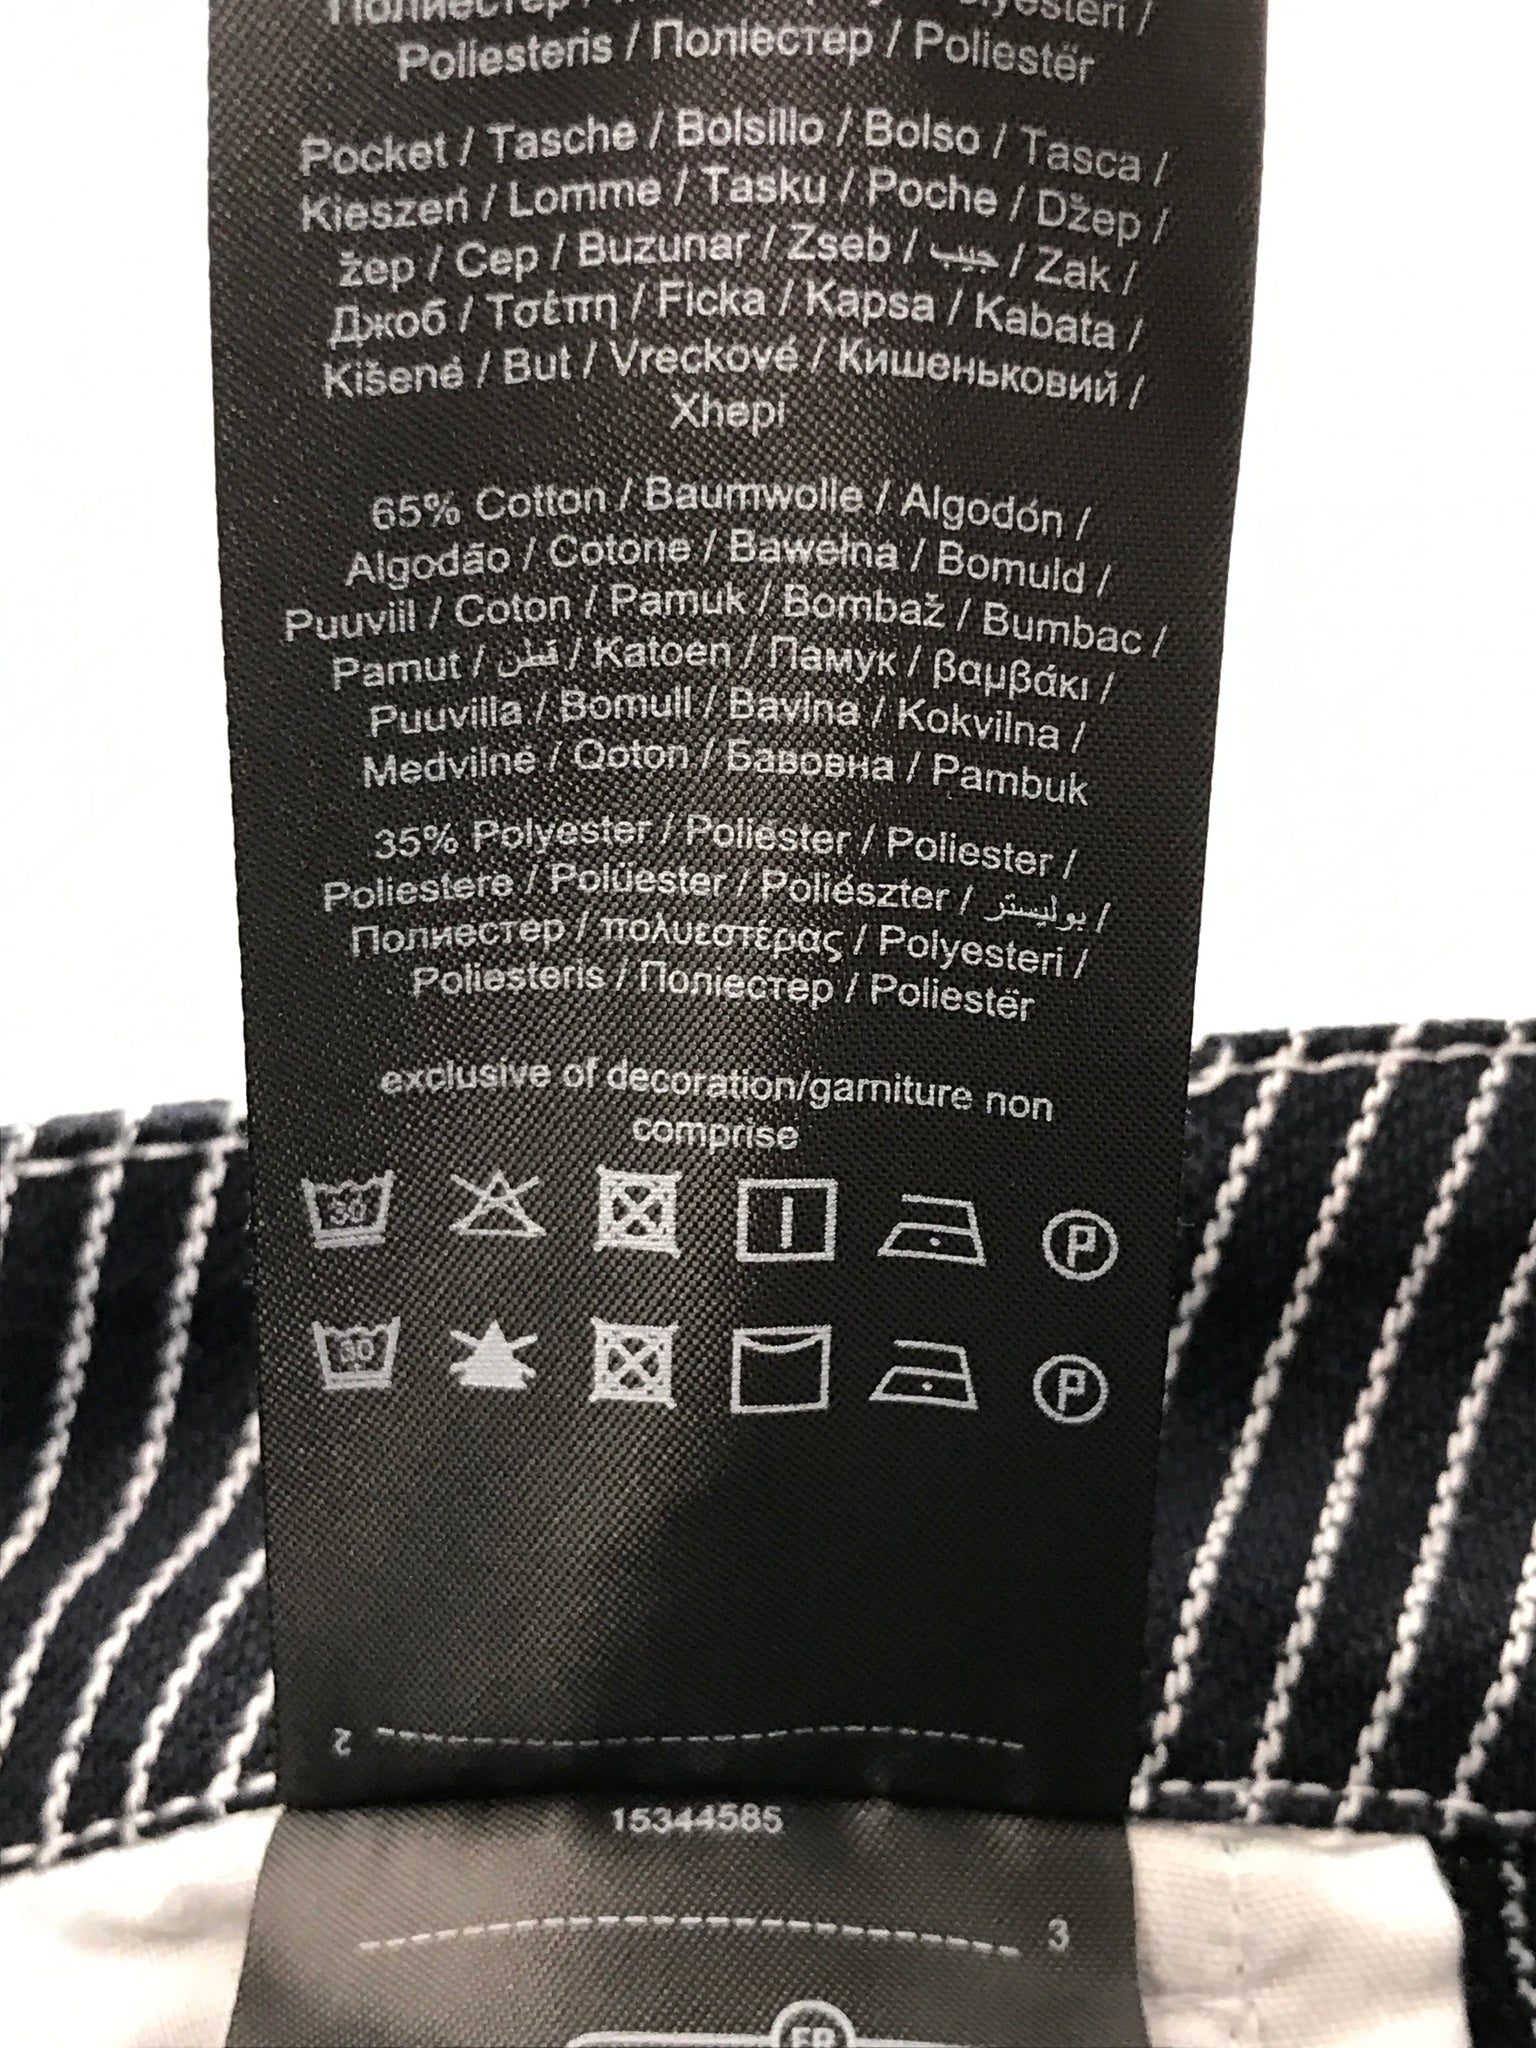 Poliesteris / Поліестер / Poliestër
Pocket / Tasche / Bolsillo / Bolso / Tasca /
Kieszeń / Lomme / Tasku / Poche / Džep /
žep / Cep / Buzunar / Zseb / جيب / Zak /
Джоб / Τσέπη / Ficka / Kapsa / Kabata /
Kišenė / But / Vreckové / Кишеньковий /
Xhepi
65% Cotton / Baumwolle / Algodón /
Algodão / Cotone / Bawełna / Bomuld /
Puuvill / Coton / Pamuk / Bombaž / Bumbac /
Pamut / قطن / Katoen / Памук / βαμβάκι /
Puuvilla / Bomull / Bavlna / Kokvilna /
Medvilnė / Qoton / Бавовна / Pambuk
35% Polyester / Poliéster / Poliester /
Poliestere / Polüester / Poliészter / بوليستر /
Полиестер / πολυεστέρας / Polyesteri /
Poliesteris / Поліестер / Poliestër
exclusive of decoration/garniture non
comprise
30
P
30
P
2
15344585
3
FR